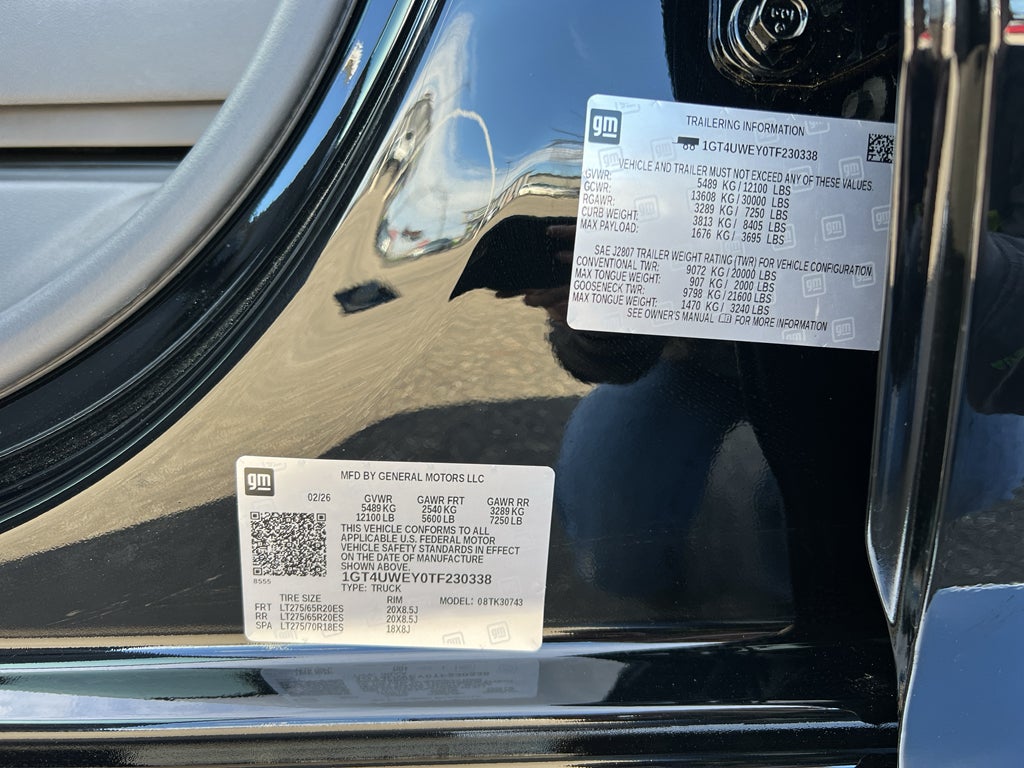 gm
TRAILERING INFORMATION
1GT4UWEY0TF230338
VEHICLE AND TRAILER MUST NOT EXCEED ANY OF THESE VALUES.
GVWR: 5489 KG / 12100 LBS
GCWR: 13608 KG / 30000 LBS
RGAWR: 3289 KG / 7250 LBS
CURB WEIGHT: 3813 KG / 8405 LBS
MAX PAYLOAD: 1676 KG / 3695 LBS
SAE J2807 TRAILER WEIGHT RATING (TWR) FOR VEHICLE CONFIGURATION.
CONVENTIONAL TWR: 9072 KG / 20000 LBS
MAX TONGUE WEIGHT: 907 KG / 2000 LBS
GOOSENECK TWR: 9798 KG / 21600 LBS
MAX TONGUE WEIGHT: 1470 KG / 3240 LBS
SEE OWNER'S MANUAL FOR MORE INFORMATION
gm
MFD BY GENERAL MOTORS LLC
02/26 GVWR GAWR FRT GAWR RR
5489 KG 2540 KG 3289 KG
12100 LB 5600 LB 7250 LB
THIS VEHICLE CONFORMS TO ALL
APPLICABLE U.S. FEDERAL MOTOR
VEHICLE SAFETY STANDARDS IN EFFECT
ON THE DATE OF MANUFACTURE
SHOWN ABOVE.
8555
1GT4UWEY0TF230338
TYPE: TRUCK
TIRE SIZE RIM MODEL: 08TK30743
FRT LT275/65R20ES 20X8.5J
RR LT275/65R20ES 20X8.5J
SPA LT275/70R18ES 18X8J